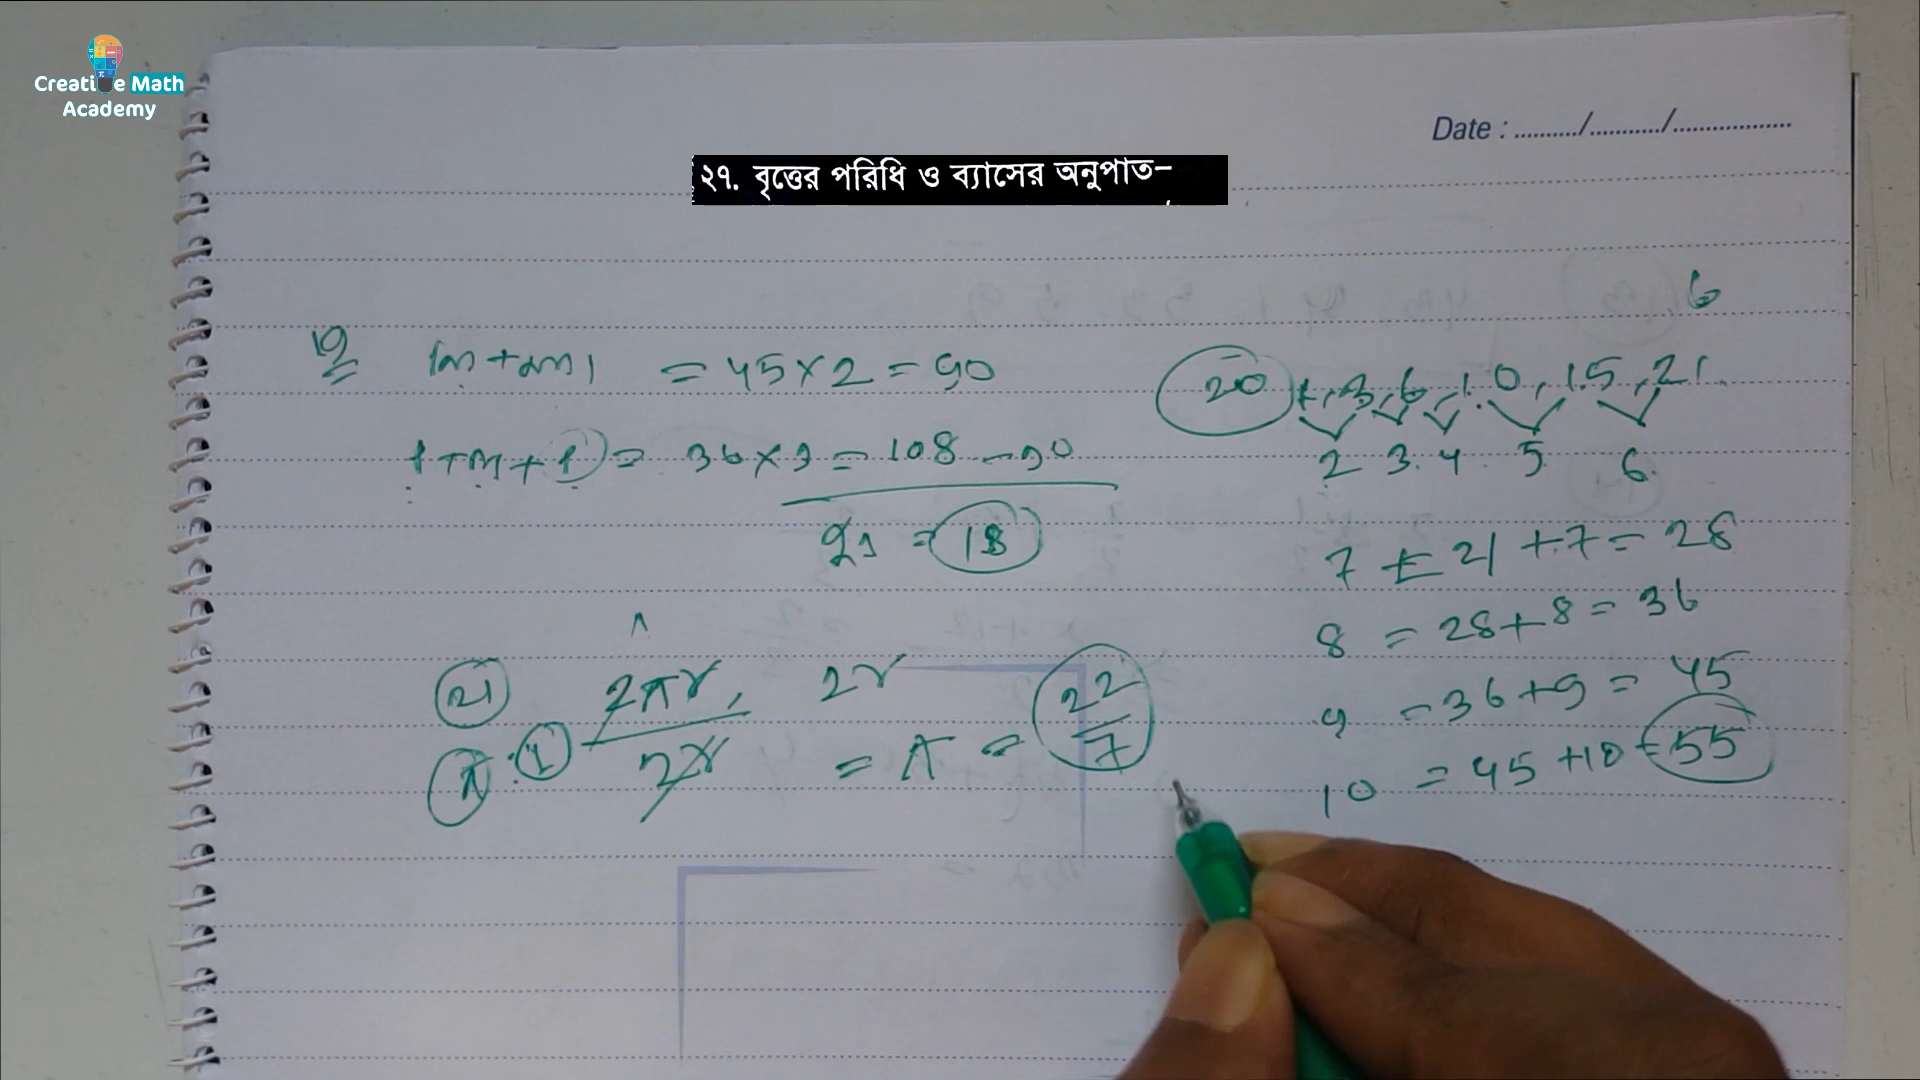 Creative Math
Academy
Date : ........../.........../..................
২৭. বৃত্তের পরিধি ও ব্যাসের অনুপাত-
6
= 45 × 2 = 90
20 1, 3, 6, 10, 15, 21
= 36 × 3 = 108 - 90
2 3 4 5 6
= 18
7 = 21 + 7 = 28
8 = 28 + 8 = 36
21 2πr, 2r
9 = 36 + 9 = 45
π : 1 2r = π = 22/7
10 = 45 + 10 = 55